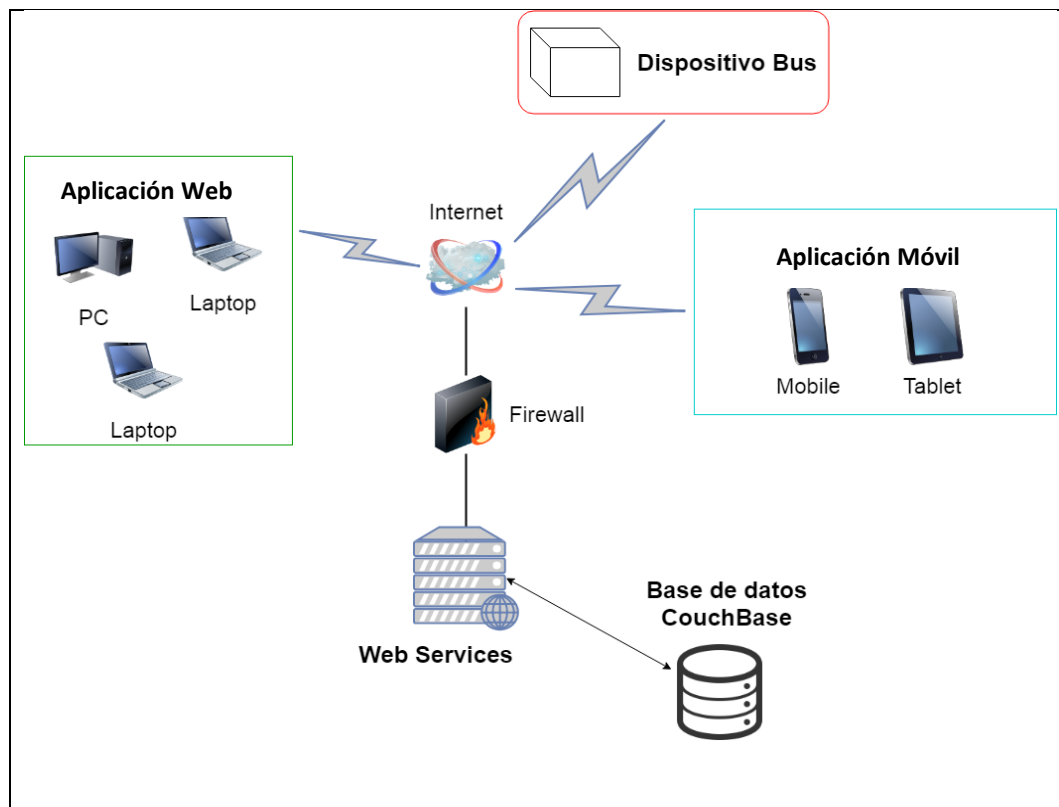 Dispositivo Bus
Aplicación Web
PC
Laptop
Laptop
Internet
Aplicación Móvil
Mobile
Tablet
Firewall
Web Services
Base de datos
CouchBase